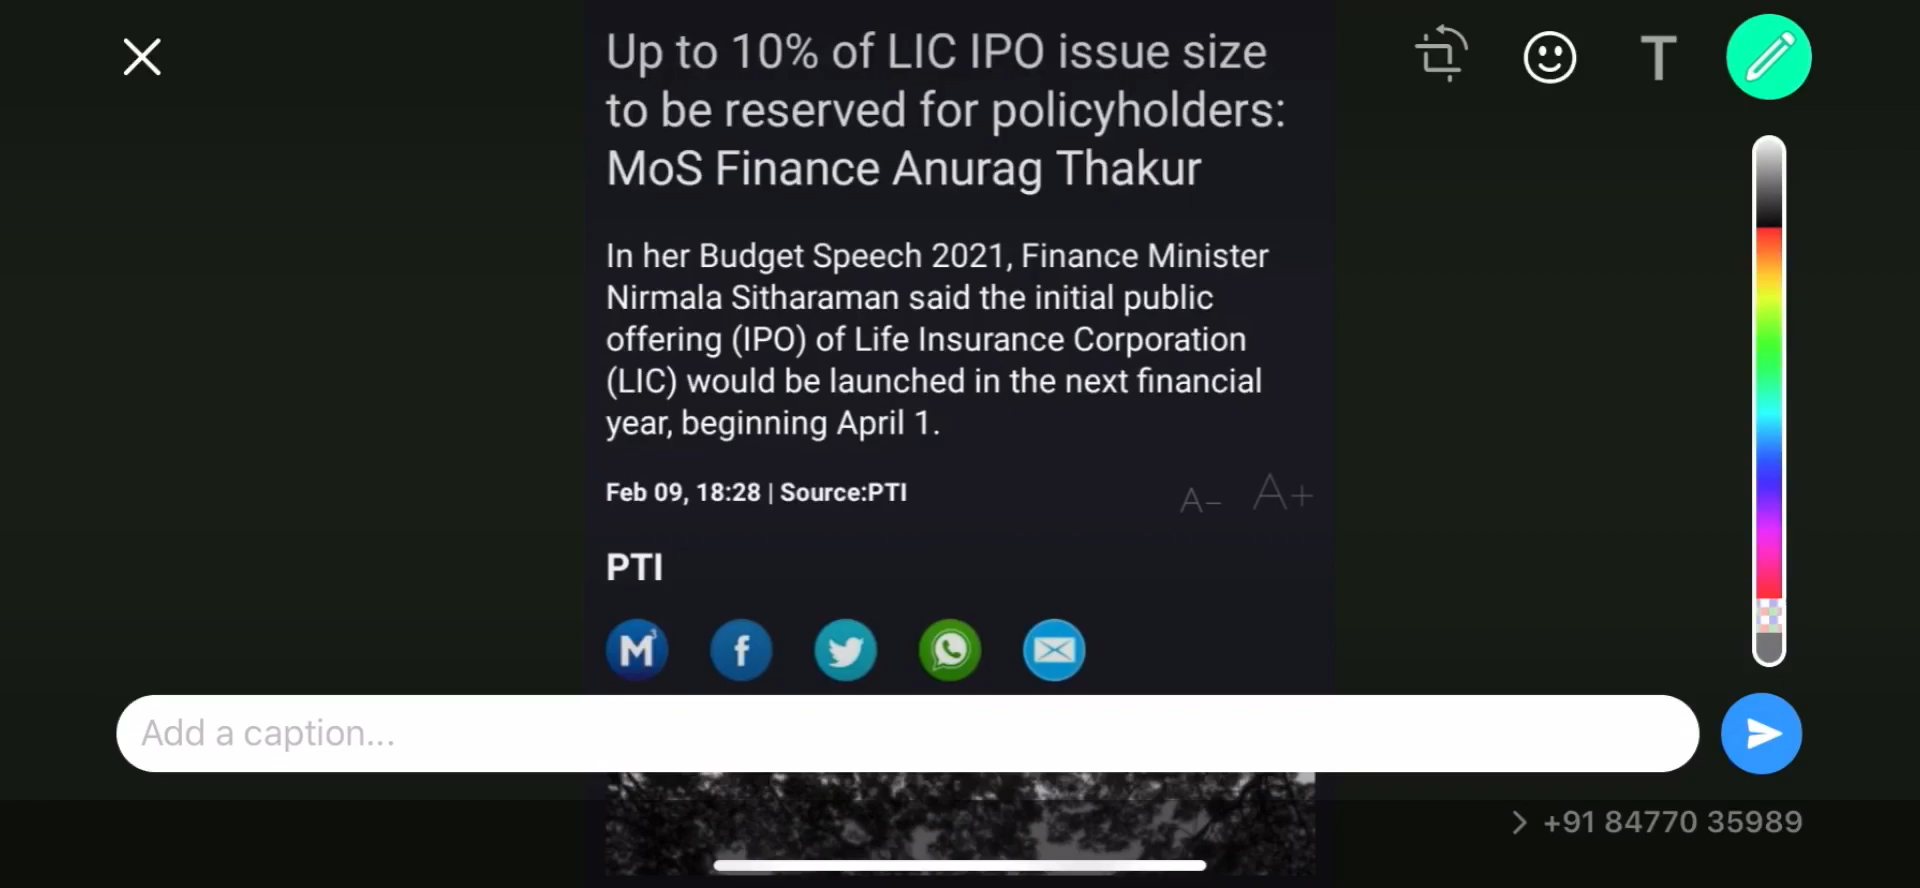 Up to 10% of LIC IPO issue size
to be reserved for policyholders:
MoS Finance Anurag Thakur
T
In her Budget Speech 2021, Finance Minister
Nirmala Sitharaman said the initial public
offering (IPO) of Life Insurance Corporation
(LIC) would be launched in the next financial
year, beginning April 1.
Feb 09, 18:28 | Source:PTI
A- A+
PTI
M3 f
Add a caption...
> +91 84770 35989